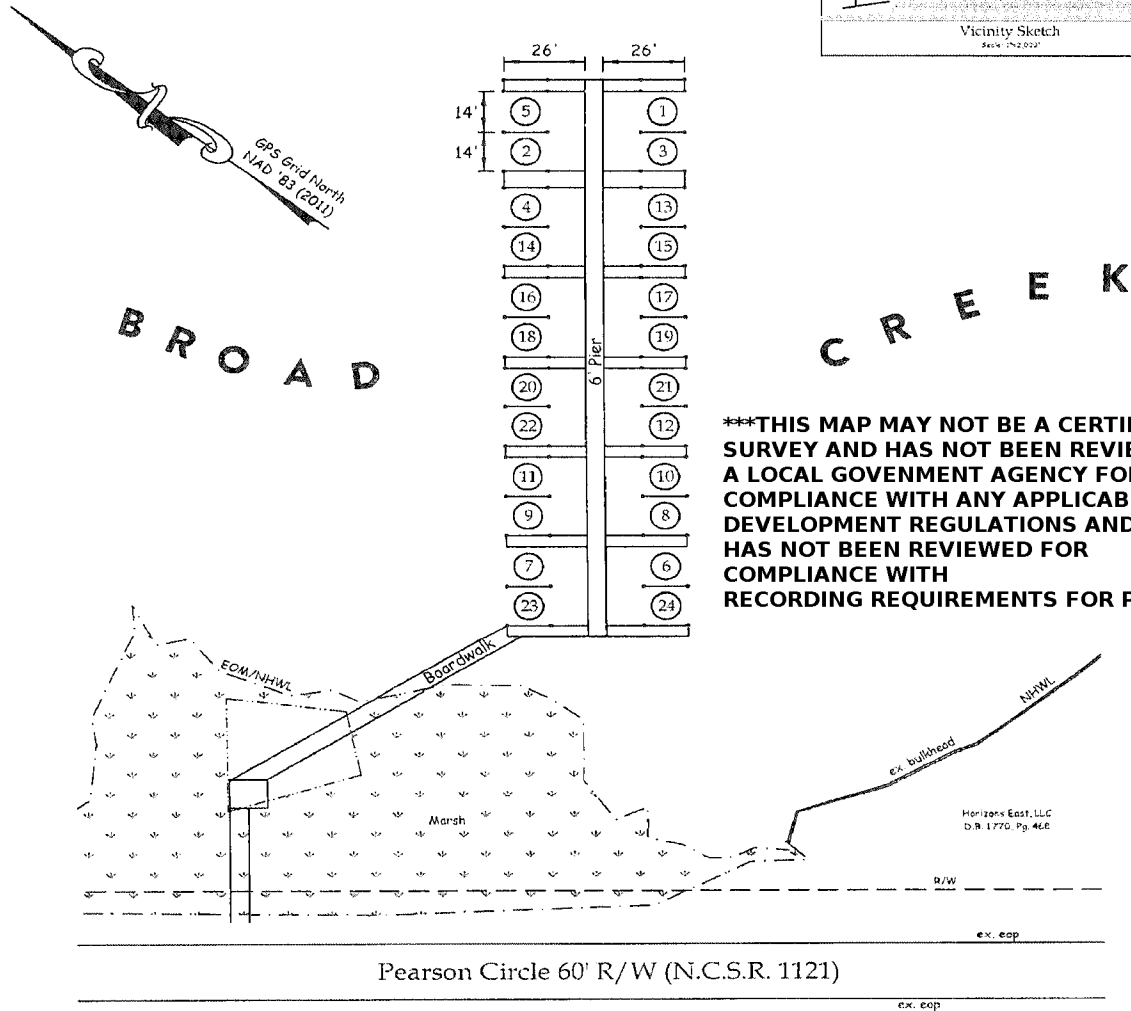 Vicinity Sketch
26' 26'
14' 5 1
14' 2 3
GPS Grid North
NAD '83 (2011)
4 13
14 15
16 17
18 19
6' Pier
20 21
22 12
11 10
9 8
7 6
23 24
BROAD CREEK
***THIS MAP MAY NOT BE A CERTI
SURVEY AND HAS NOT BEEN REVIE
A LOCAL GOVENMENT AGENCY FO
COMPLIANCE WITH ANY APPLICAB
DEVELOPMENT REGULATIONS AND
HAS NOT BEEN REVIEWED FOR
COMPLIANCE WITH
RECORDING REQUIREMENTS FOR P
Boardwalk
EOM/NHWL
NHWL
ex. bulkhead
Marsh
Horizons East, LLC
D.B. 1770, Pg. 468
R/W
ex. eop
Pearson Circle 60' R/W (N.C.S.R. 1121)
ex. eop